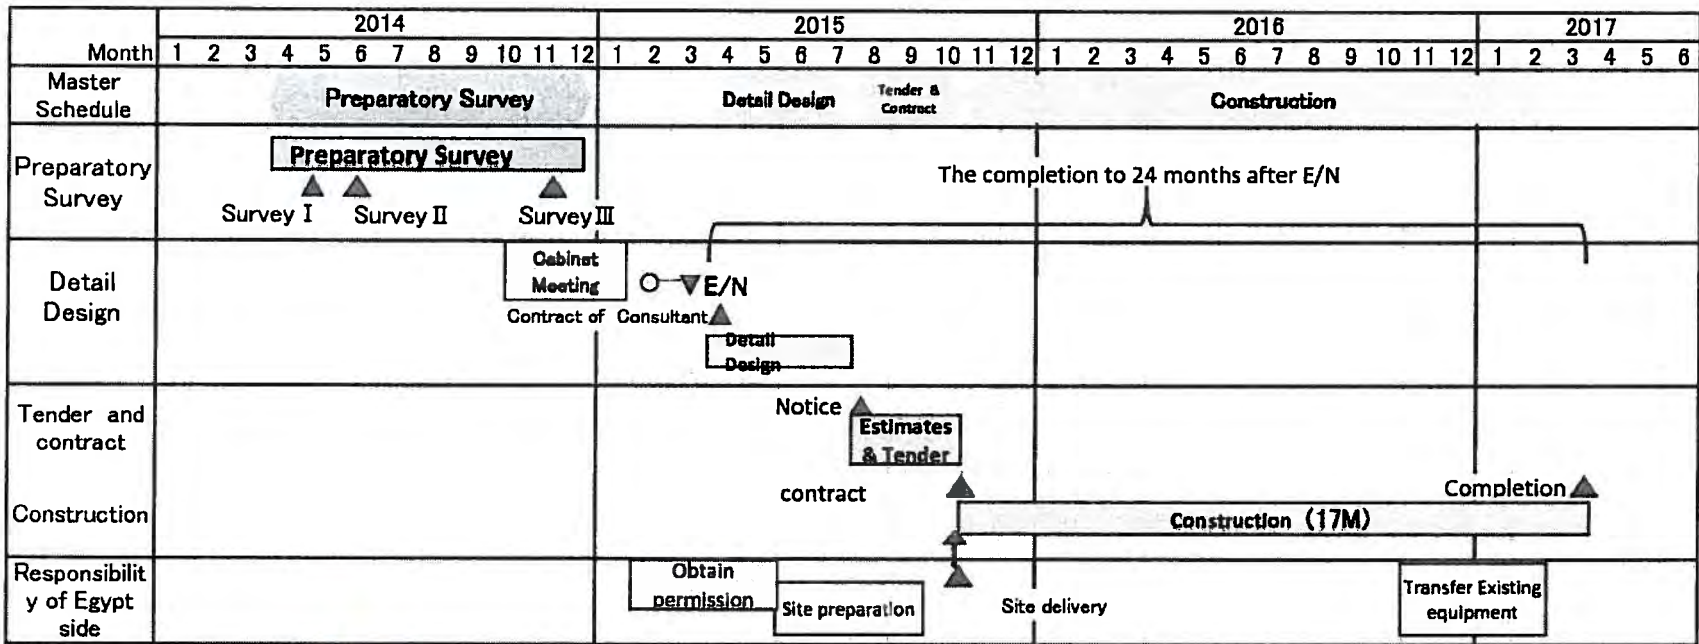 2014 2015 2016 2017
Month 1 2 3 4 5 6 7 8 9 10 11 12 1 2 3 4 5 6 7 8 9 10 11 12 1 2 3 4 5 6 7 8 9 10 11 12 1 2 3 4 5 6
Master
Schedule
Preparatory Survey
Detail Design
Tender &
Contract
Construction
Preparatory
Survey
Preparatory Survey
Survey Ⅰ Survey Ⅱ Survey Ⅲ
The completion to 24 months after E/N
Detail
Design
Cabinet
Meeting
E/N
Contract of Consultant
Detail
Design
Tender and
contract
Notice
Estimates
& Tender
contract
Completion
Construction
Construction (17M)
Responsibilit
y of Egypt
side
Obtain
permission
Site preparation
Site delivery
Transfer Existing
equipment